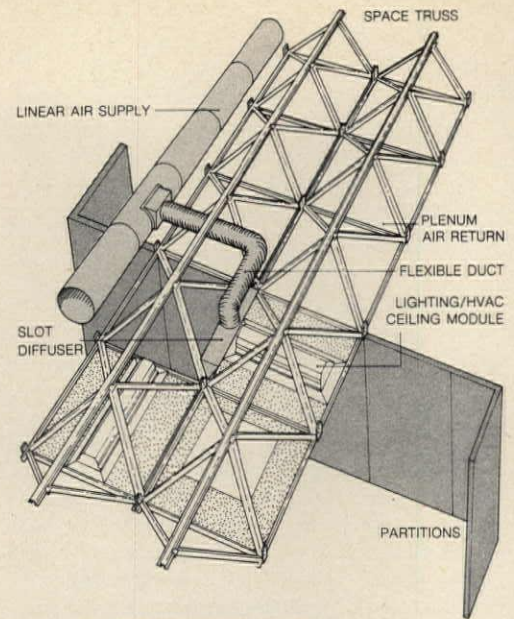 SPACE TRUSS
LINEAR AIR SUPPLY
PLENUM
AIR RETURN
FLEXIBLE DUCT
LIGHTING/HVAC
CEILING MODULE
SLOT
DIFFUSER
PARTITIONS